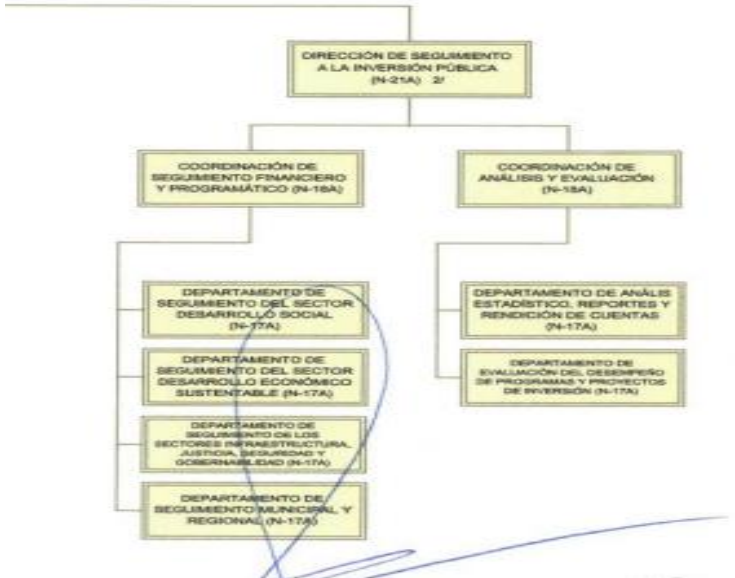 DIRECCIÓN DE SEGUIMIENTO
A LA INVERSIÓN PÚBLICA
(N-21A) 2/
COORDINACIÓN DE
SEGUIMIENTO FINANCIERO
Y PROGRAMÁTICO (N-18A)
COORDINACIÓN DE
ANÁLISIS Y EVALUACIÓN
(N-18A)
DEPARTAMENTO DE
SEGUIMIENTO DEL SECTOR
DESARROLLO SOCIAL
(N-17A)
DEPARTAMENTO DE
SEGUIMIENTO DEL SECTOR
DESARROLLO ECONÓMICO
SUSTENTABLE (N-17A)
DEPARTAMENTO DE
SEGUIMIENTO DE LOS
SECTORES INFRAESTRUCTURA,
JUSTICIA, SEGURIDAD Y
GOBERNABILIDAD (N-17A)
DEPARTAMENTO DE
SEGUIMIENTO MUNICIPAL Y
REGIONAL (N-17A)
DEPARTAMENTO DE ANÁLIS
ESTADÍSTICO, REPORTES Y
RENDICIÓN DE CUENTAS
(N-17A)
DEPARTAMENTO DE
EVALUACIÓN DEL DESEMPEÑO
DE PROGRAMAS Y PROYECTOS
DE INVERSIÓN (N-17A)